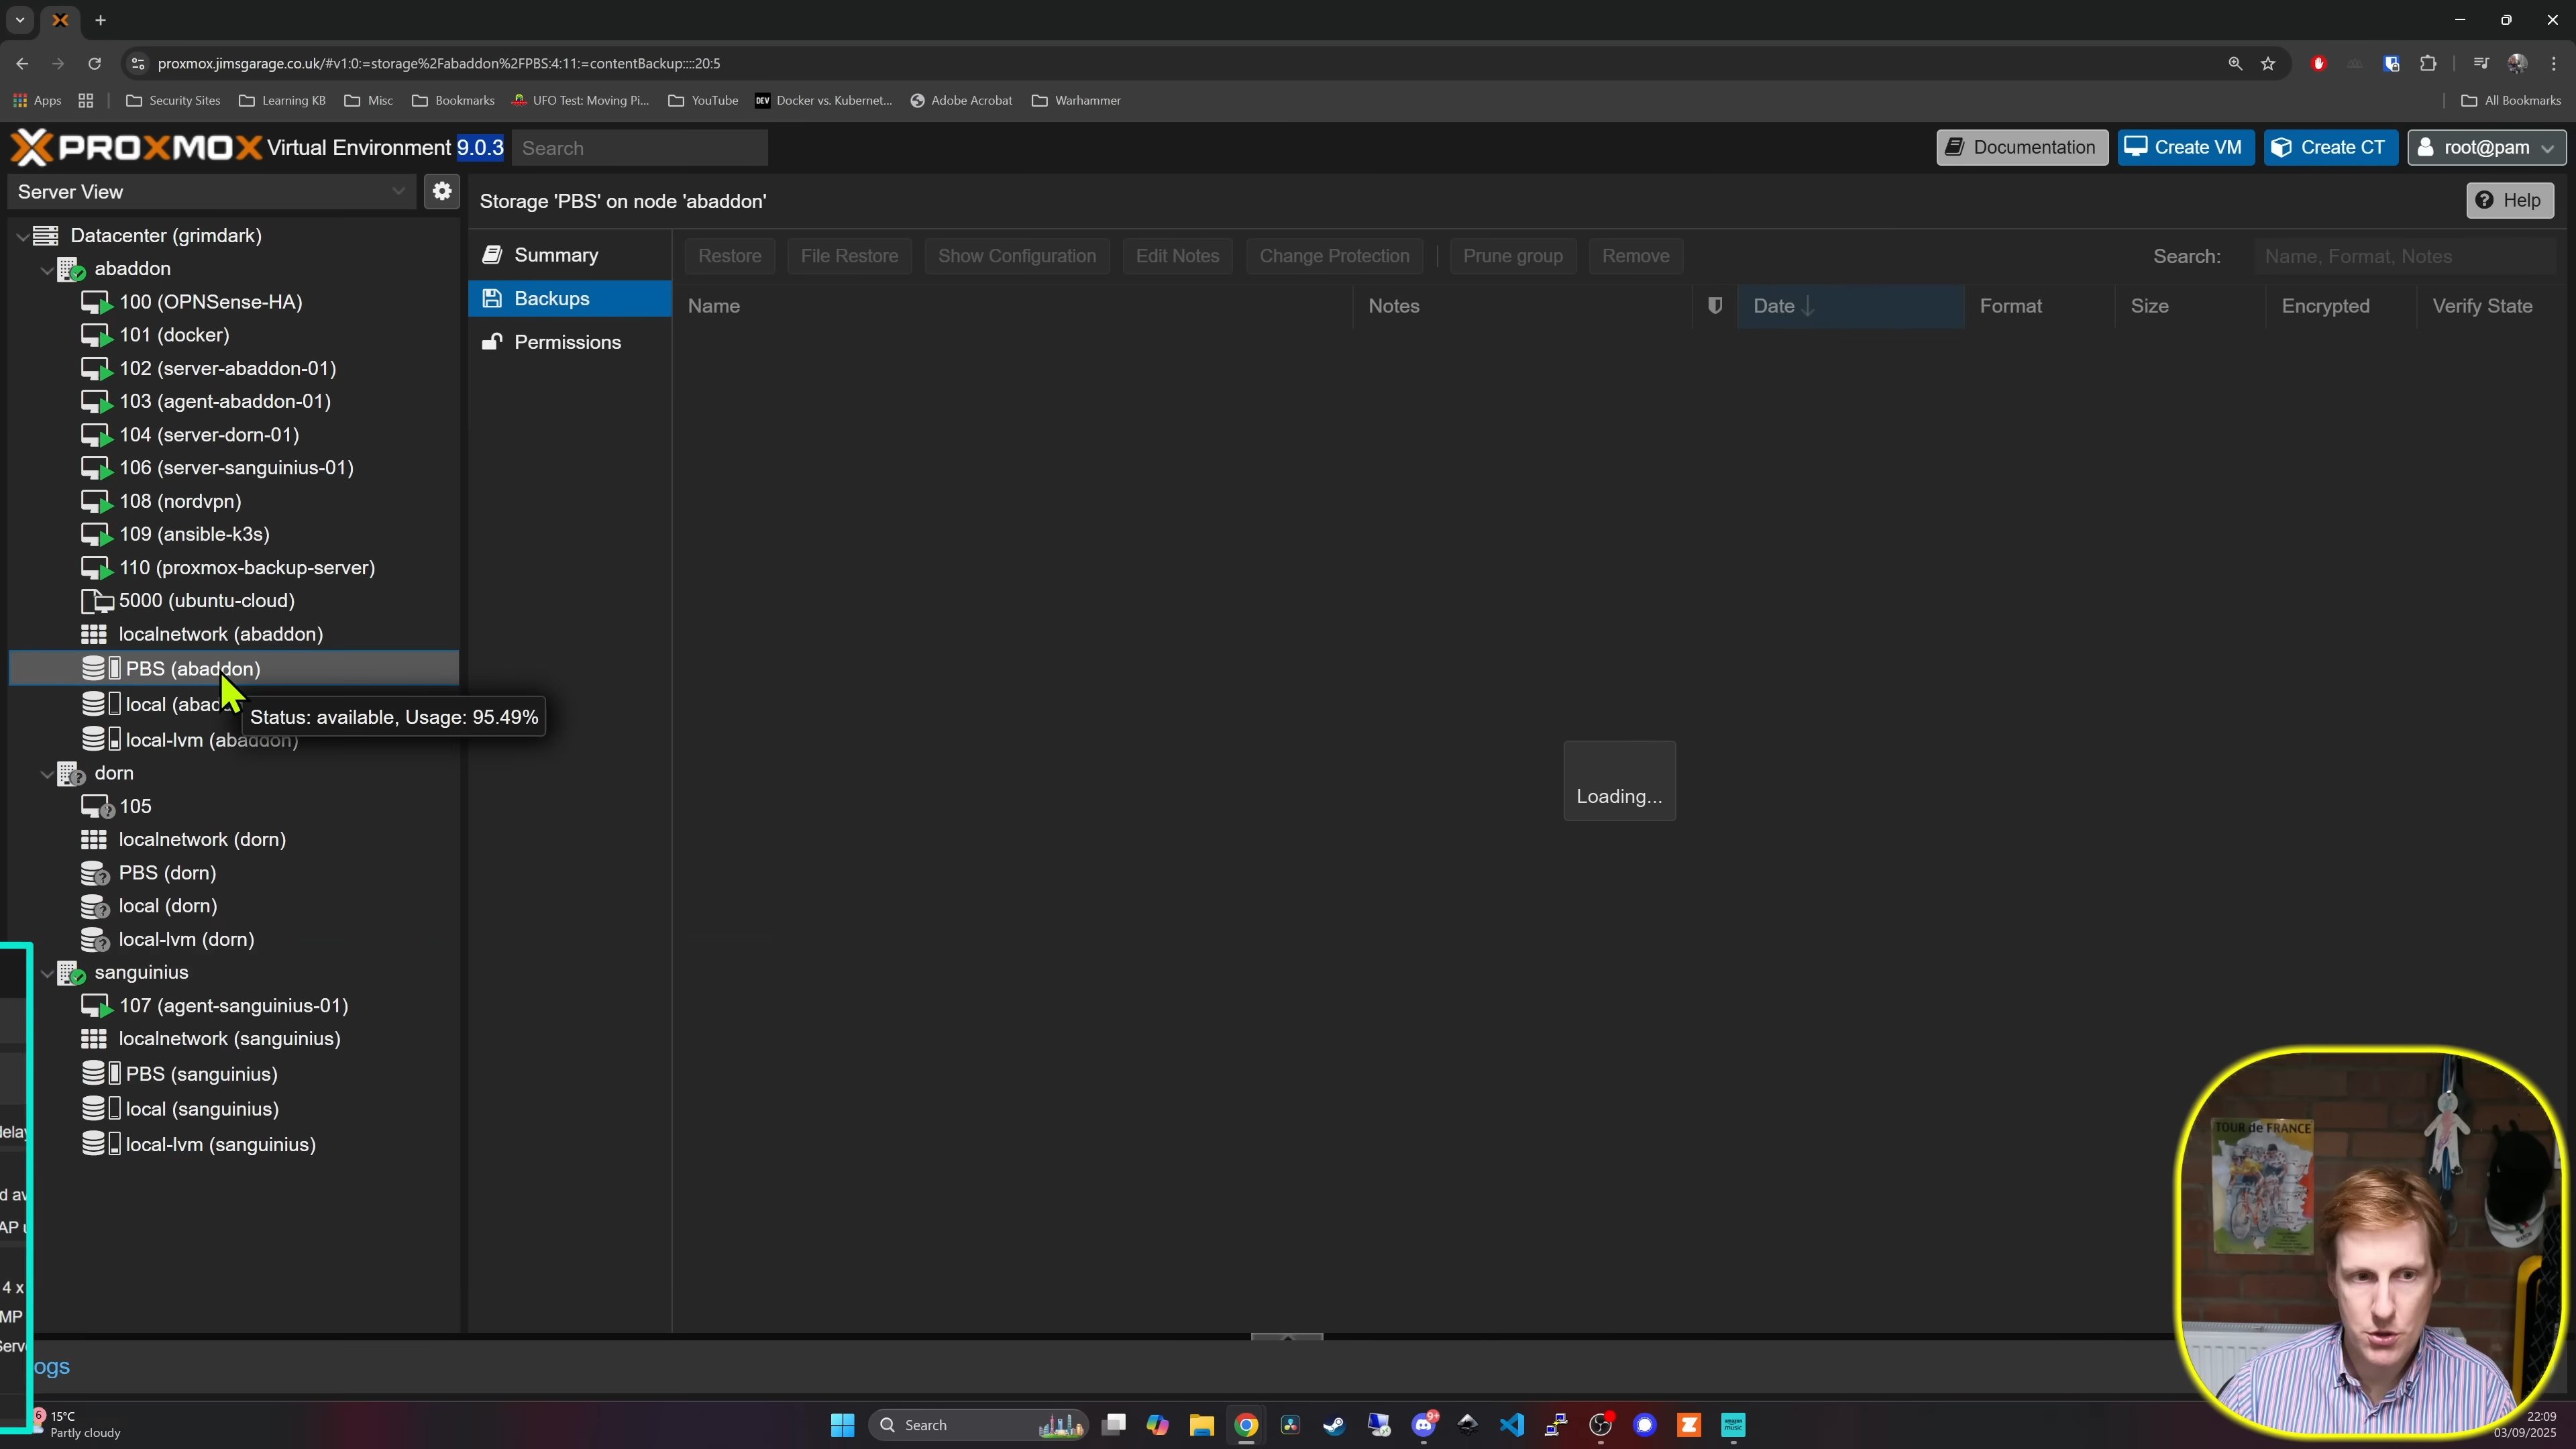 proxmox.jimsgarage.co.uk/#v1:0:=storage%2Fabaddon%2FPBS:4:11:=contentBackup::::20:5
Apps
Security Sites
Learning KB
Misc
Bookmarks
UFO Test: Moving Pi...
YouTube
DEV Docker vs. Kubernet...
Adobe Acrobat
Warhammer
All Bookmarks
PROXMOX Virtual Environment 9.0.3
Search
Documentation
Create VM
Create CT
root@pam
Server View
Storage 'PBS' on node 'abaddon'
Help
Datacenter (grimdark)
abaddon
100 (OPNSense-HA)
101 (docker)
102 (server-abaddon-01)
103 (agent-abaddon-01)
104 (server-dorn-01)
106 (server-sanguinius-01)
108 (nordvpn)
109 (ansible-k3s)
110 (proxmox-backup-server)
5000 (ubuntu-cloud)
localnetwork (abaddon)
PBS (abaddon)
local (abad
Status: available, Usage: 95.49%
local-lvm (abaddon)
dorn
105
localnetwork (dorn)
PBS (dorn)
local (dorn)
local-lvm (dorn)
sanguinius
107 (agent-sanguinius-01)
localnetwork (sanguinius)
PBS (sanguinius)
local (sanguinius)
local-lvm (sanguinius)
Summary
Backups
Permissions
Restore
File Restore
Show Configuration
Edit Notes
Change Protection
Prune group
Remove
Search:
Name, Format, Notes
Name
Notes
Date
Format
Size
Encrypted
Verify State
Loading...
TOUR de FRANCE
4 x
MP
ogs
6
15°C
Partly cloudy
Search
9+
amazon music
22:09
03/09/2025